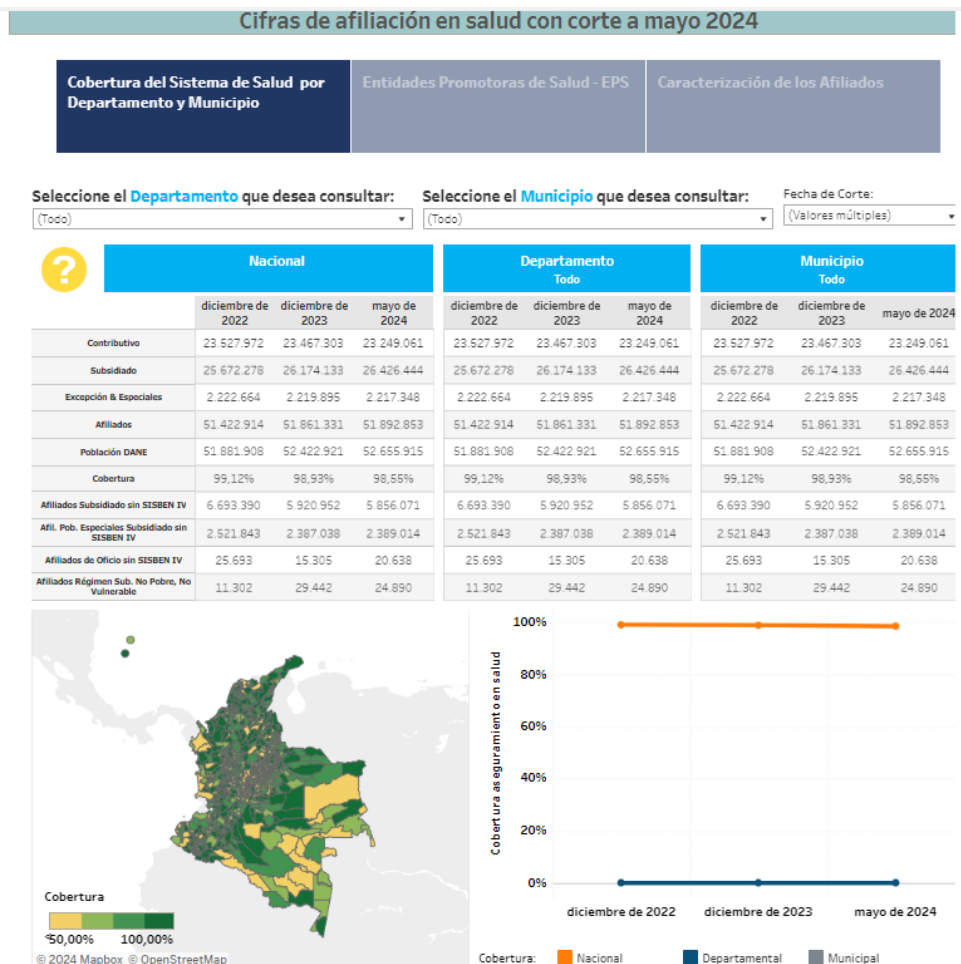 Cifras de afiliación en salud con corte a mayo 2024
Cobertura del Sistema de Salud por
Departamento y Municipio
Entidades Promotoras de Salud - EPS
Caracterización de los Afiliados
Seleccione el Departamento que desea consultar:
(Todo)
Seleccione el Municipio que desea consultar:
(Todo)
Fecha de Corte:
(Valores múltiples)
?
Nacional
Departamento
Todo
Municipio
Todo
diciembre de 2022 diciembre de 2023 mayo de 2024 diciembre de 2022 diciembre de 2023 mayo de 2024 diciembre de 2022 diciembre de 2023 mayo de 2024
Contributivo 23.527.972 23.467.303 23.249.061 23.527.972 23.467.303 23.249.061 23.527.972 23.467.303 23.249.061
Subsidiado 25.672.278 26.174.133 26.426.444 25.672.278 26.174.133 26.426.444 25.672.278 26.174.133 26.426.444
Excepción & Especiales 2.222.664 2.219.895 2.217.348 2.222.664 2.219.895 2.217.348 2.222.664 2.219.895 2.217.348
Afiliados 51.422.914 51.861.331 51.892.853 51.422.914 51.861.331 51.892.853 51.422.914 51.861.331 51.892.853
Población DANE 51.881.908 52.422.921 52.655.915 51.881.908 52.422.921 52.655.915 51.881.908 52.422.921 52.655.915
Cobertura 99,12% 98,93% 98,55% 99,12% 98,93% 98,55% 99,12% 98,93% 98,55%
Afiliados Subsidiado sin SISBEN IV 6.693.390 5.920.952 5.856.071 6.693.390 5.920.952 5.856.071 6.693.390 5.920.952 5.856.071
Afil. Pob. Especiales Subsidiado sin SISBEN IV 2.521.843 2.387.038 2.389.014 2.521.843 2.387.038 2.389.014 2.521.843 2.387.038 2.389.014
Afiliados de Oficio sin SISBEN IV 25.693 15.305 20.638 25.693 15.305 20.638 25.693 15.305 20.638
Afiliados Régimen Sub. No Pobre, No Vulnerable 11.302 29.442 24.890 11.302 29.442 24.890 11.302 29.442 24.890
Cobertura
50,00% 100,00%
© 2024 Mapbox © OpenStreetMap
Cobertura aseguramiento en salud
100%
80%
60%
40%
20%
0%
diciembre de 2022 diciembre de 2023 mayo de 2024
Cobertura: Nacional Departamental Municipal